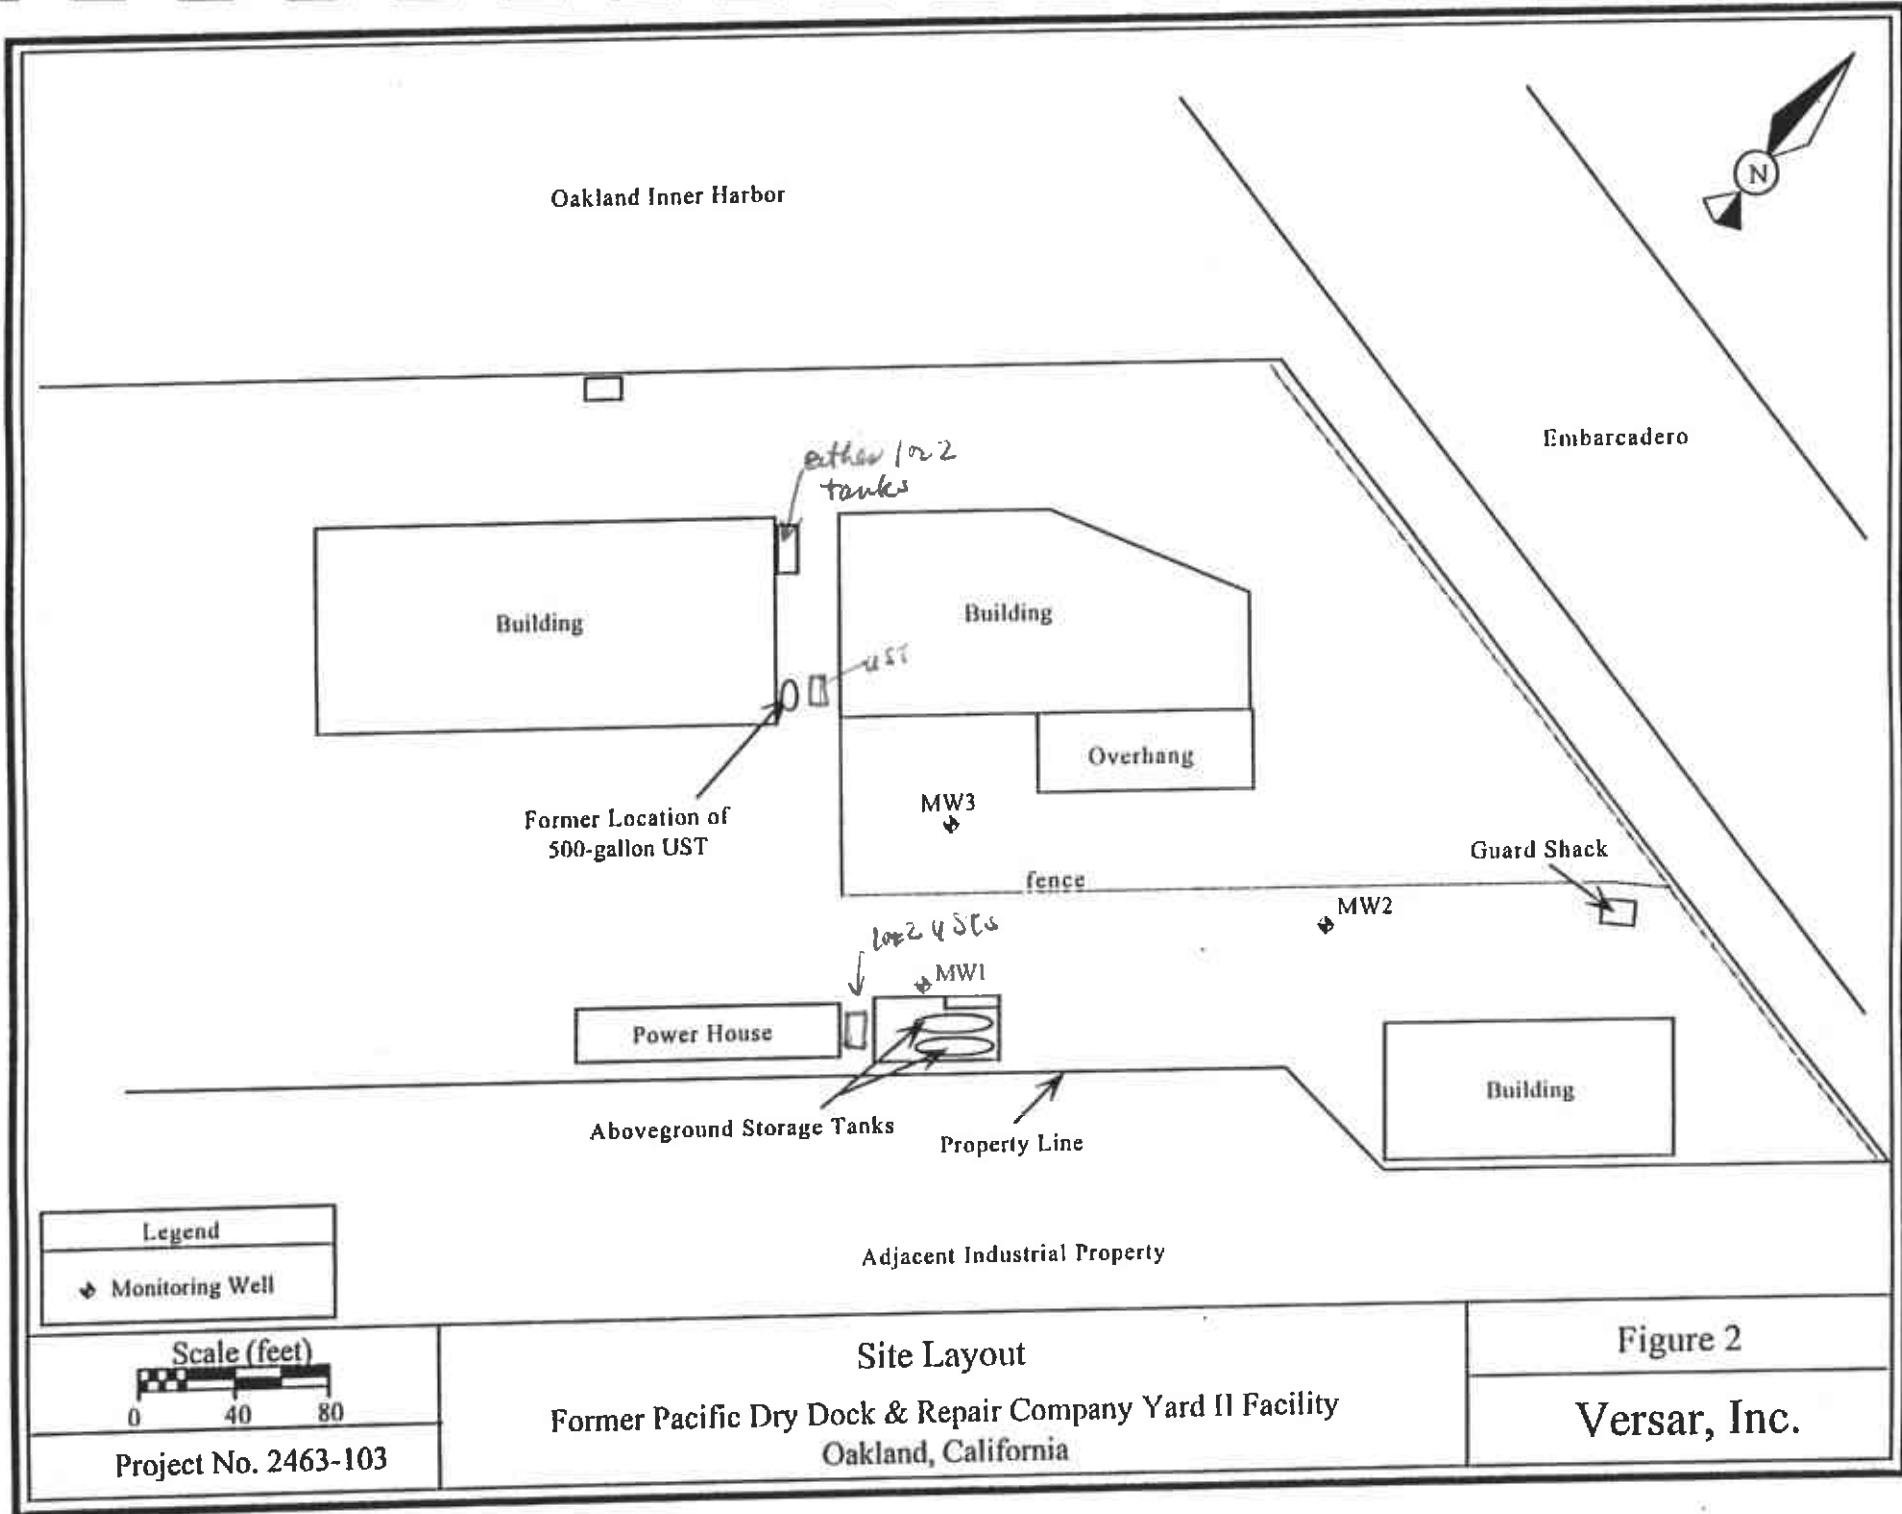 N
Oakland Inner Harbor
Embarcadero
either 1 or 2
tanks
Building
Building
UST
Overhang
Former Location of
500-gallon UST
MW3
Guard Shack
fence
MW2
1 or 2 USTs
MW1
Power House
Building
Aboveground Storage Tanks
Property Line
Legend
Monitoring Well
Adjacent Industrial Property
Scale (feet)
0 40 80
Project No. 2463-103
Site Layout
Former Pacific Dry Dock & Repair Company Yard II Facility
Oakland, California
Figure 2
Versar, Inc.